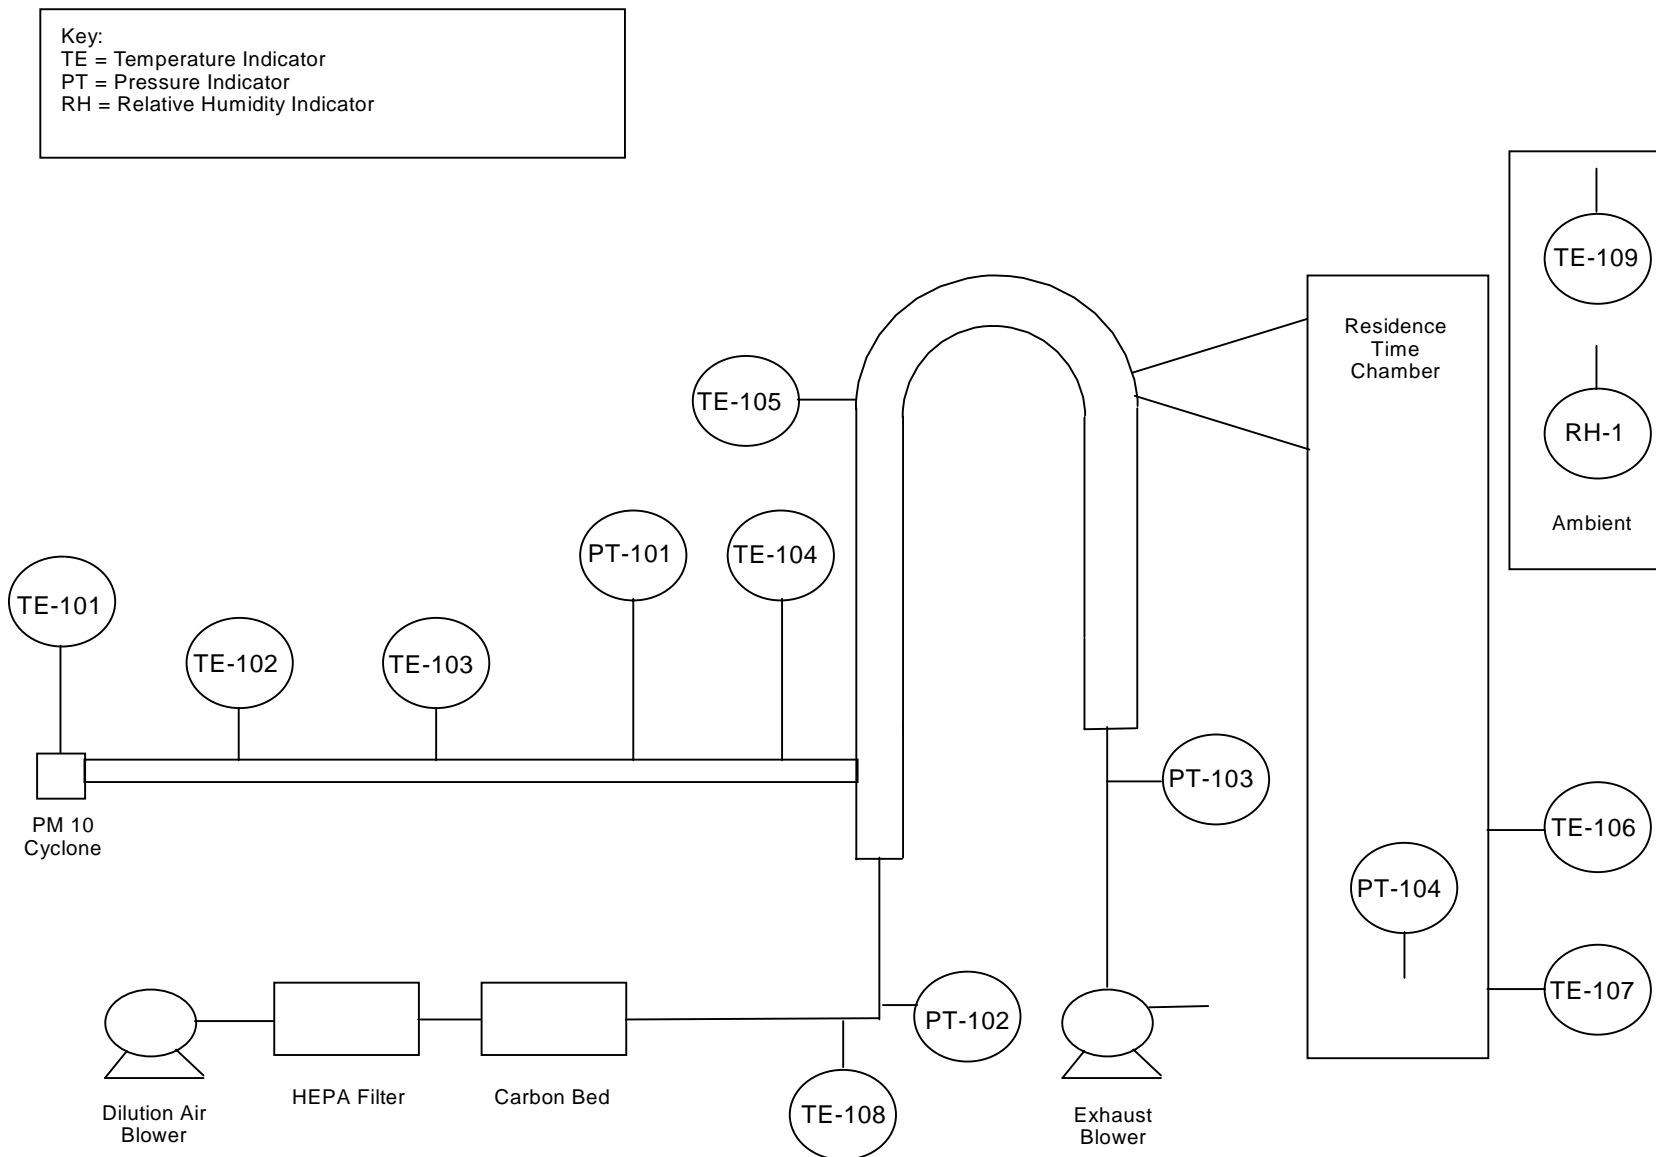 Key:
TE = Temperature Indicator
PT = Pressure Indicator
RH = Relative Humidity Indicator
TE-109
Residence
Time
Chamber
TE-105
RH-1
Ambient
PT-101
TE-104
TE-101
TE-102
TE-103
PT-103
PM 10
Cyclone
TE-106
PT-104
TE-107
PT-102
HEPA Filter
Carbon Bed
Dilution Air
Blower
TE-108
Exhaust
Blower